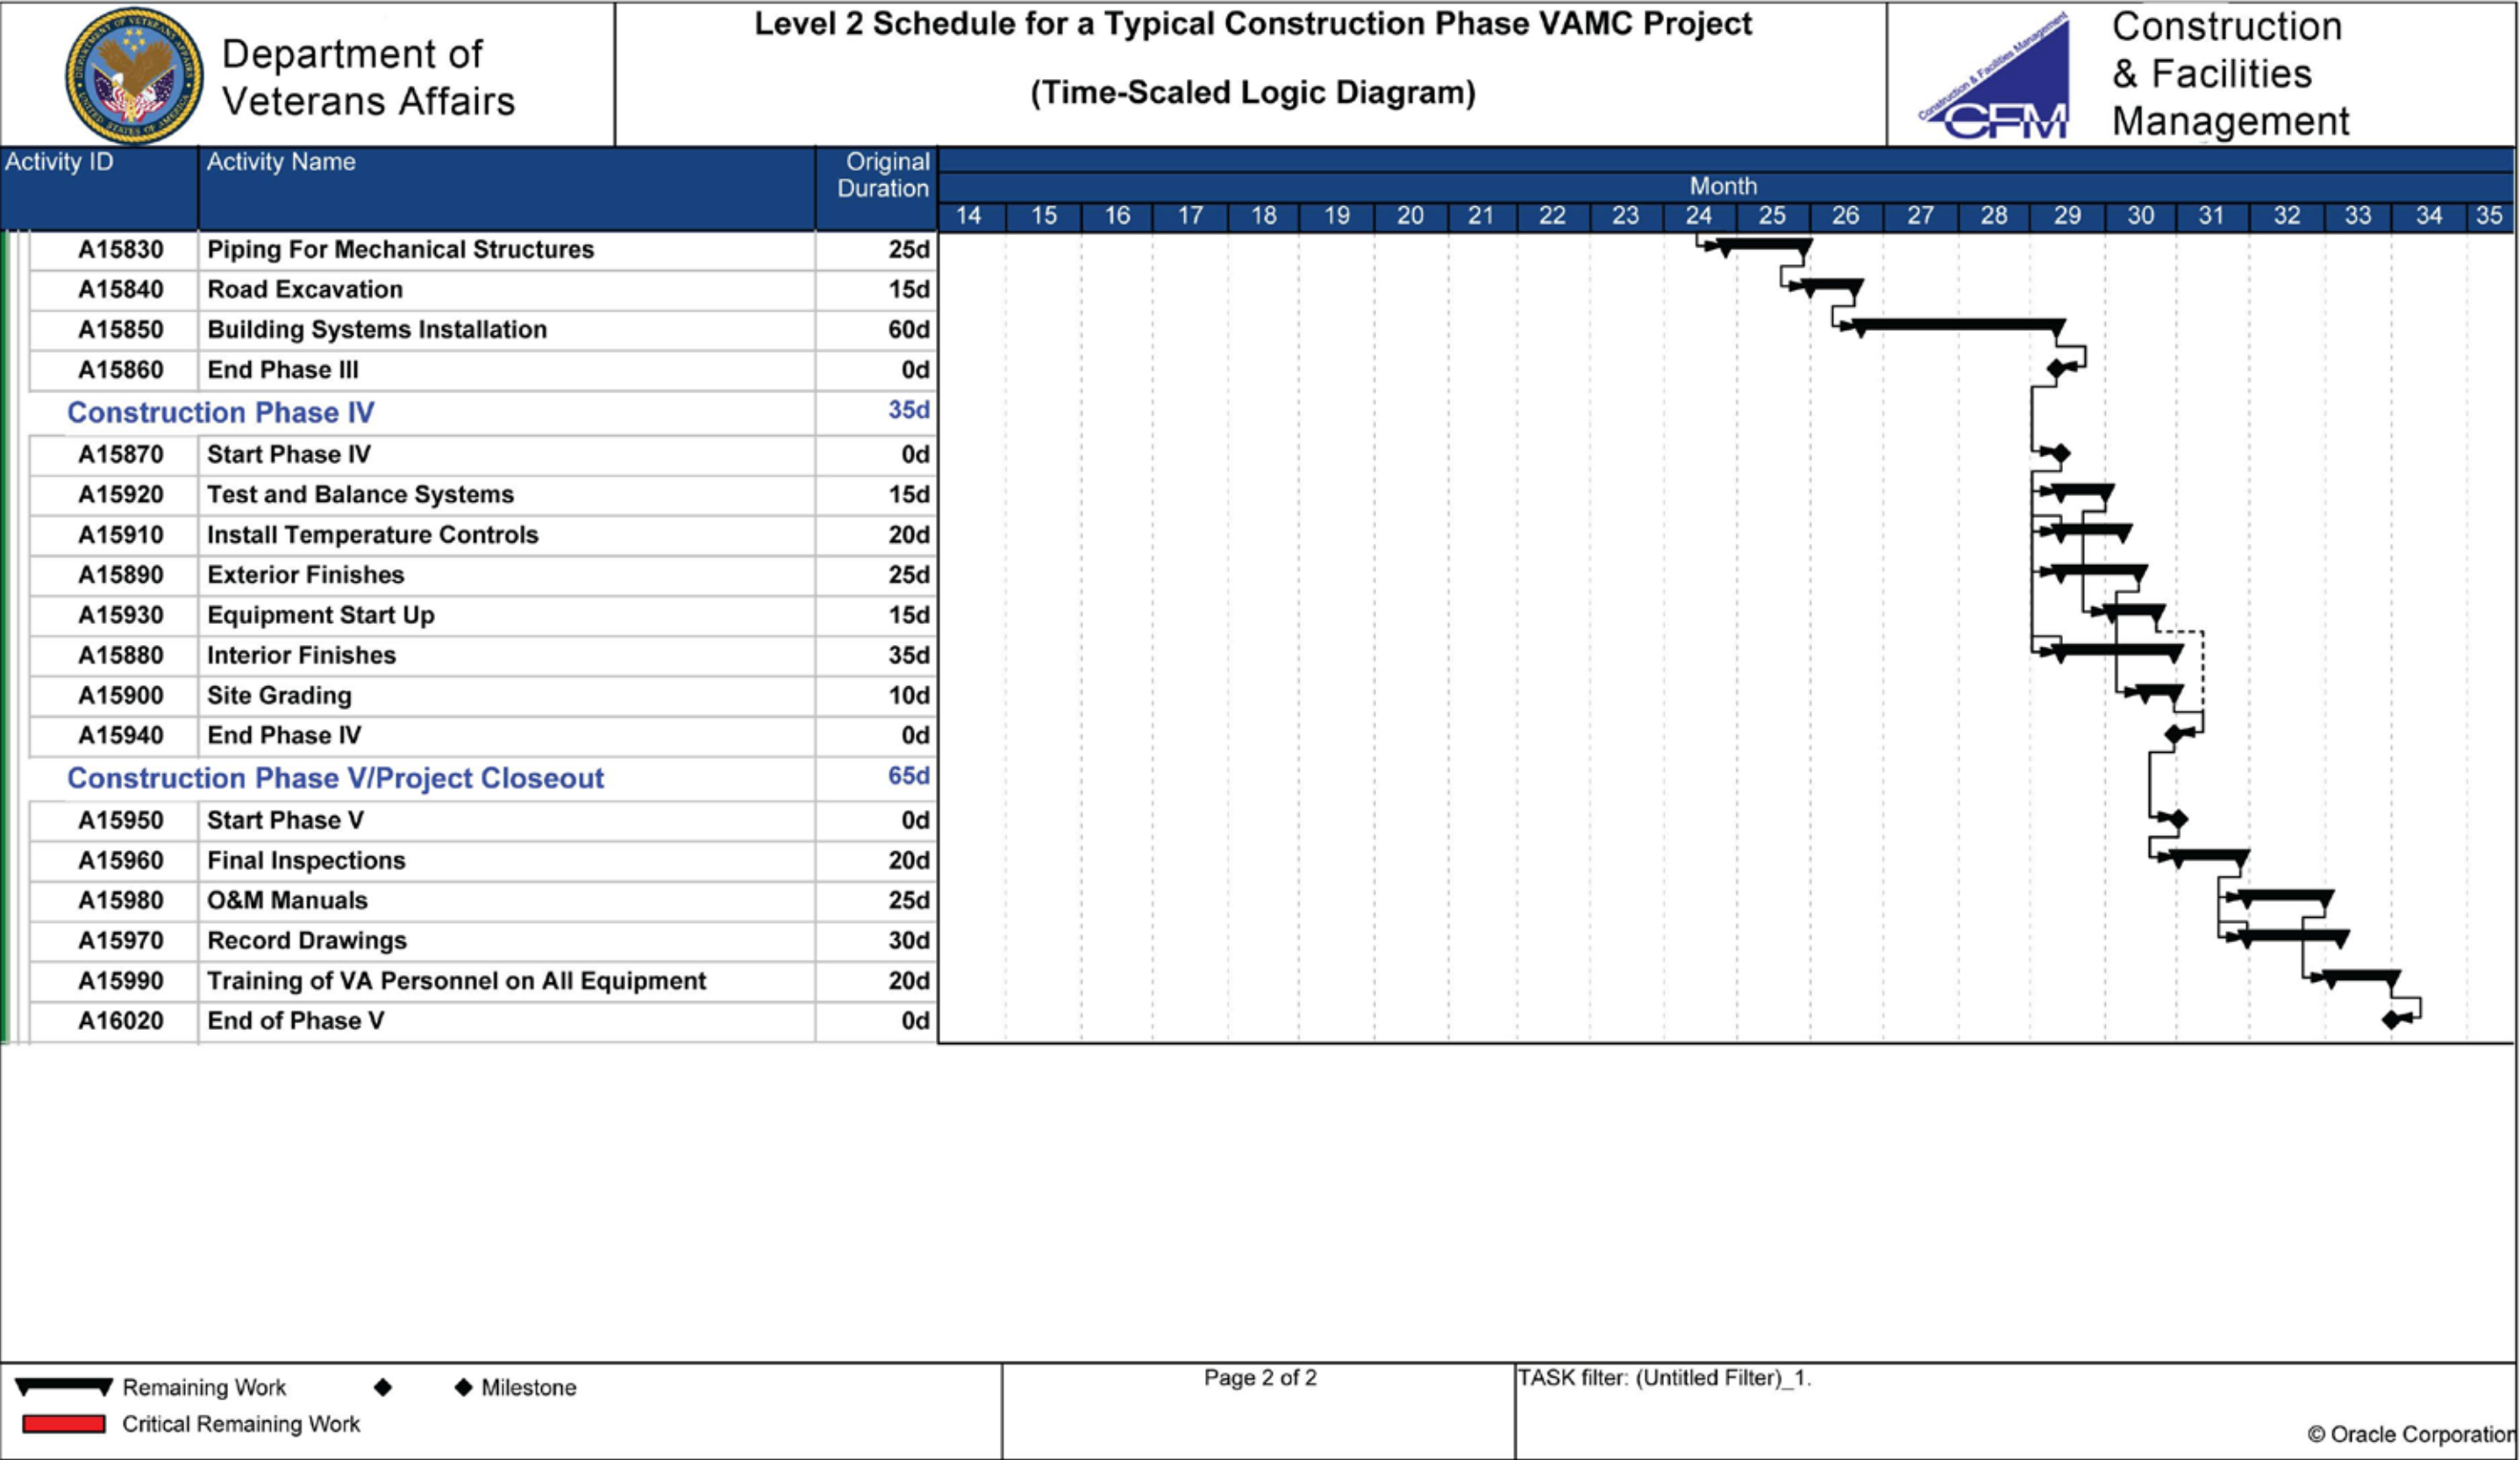 Department of
Veterans Affairs
Level 2 Schedule for a Typical Construction Phase VAMC Project
(Time-Scaled Logic Diagram)
Construction & Facilities Management
CFM
Construction
& Facilities
Management
Activity ID Activity Name Original Duration
Month
14 15 16 17 18 19 20 21 22 23 24 25 26 27 28 29 30 31 32 33 34 35
A15830 Piping For Mechanical Structures 25d
A15840 Road Excavation 15d
A15850 Building Systems Installation 60d
A15860 End Phase III 0d
Construction Phase IV 35d
A15870 Start Phase IV 0d
A15920 Test and Balance Systems 15d
A15910 Install Temperature Controls 20d
A15890 Exterior Finishes 25d
A15930 Equipment Start Up 15d
A15880 Interior Finishes 35d
A15900 Site Grading 10d
A15940 End Phase IV 0d
Construction Phase V/Project Closeout 65d
A15950 Start Phase V 0d
A15960 Final Inspections 20d
A15980 O&M Manuals 25d
A15970 Record Drawings 30d
A15990 Training of VA Personnel on All Equipment 20d
A16020 End of Phase V 0d
Remaining Work Milestone
Critical Remaining Work
Page 2 of 2
TASK filter: (Untitled Filter)_1.
© Oracle Corporation